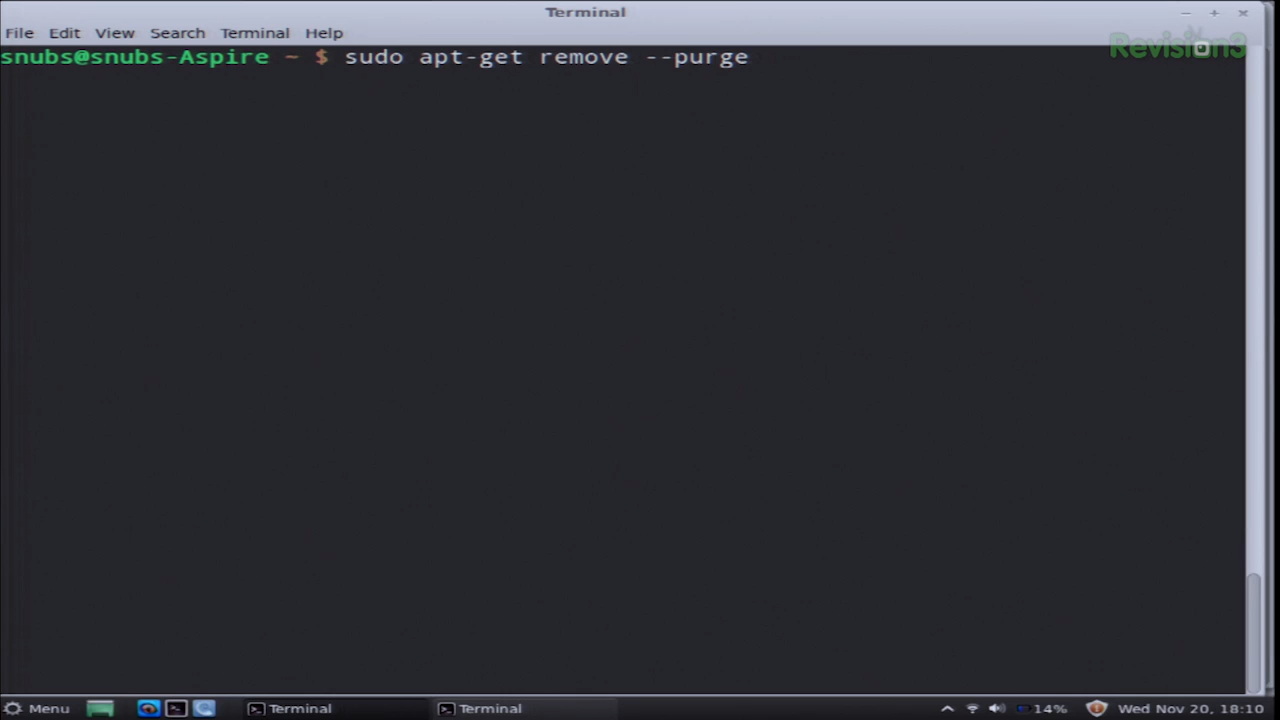 Terminal
Revision3
File Edit View Search Terminal Help
snubs@snubs-Aspire ~ $ sudo apt-get remove --purge
Menu Terminal Terminal 14% Wed Nov 20, 18:10